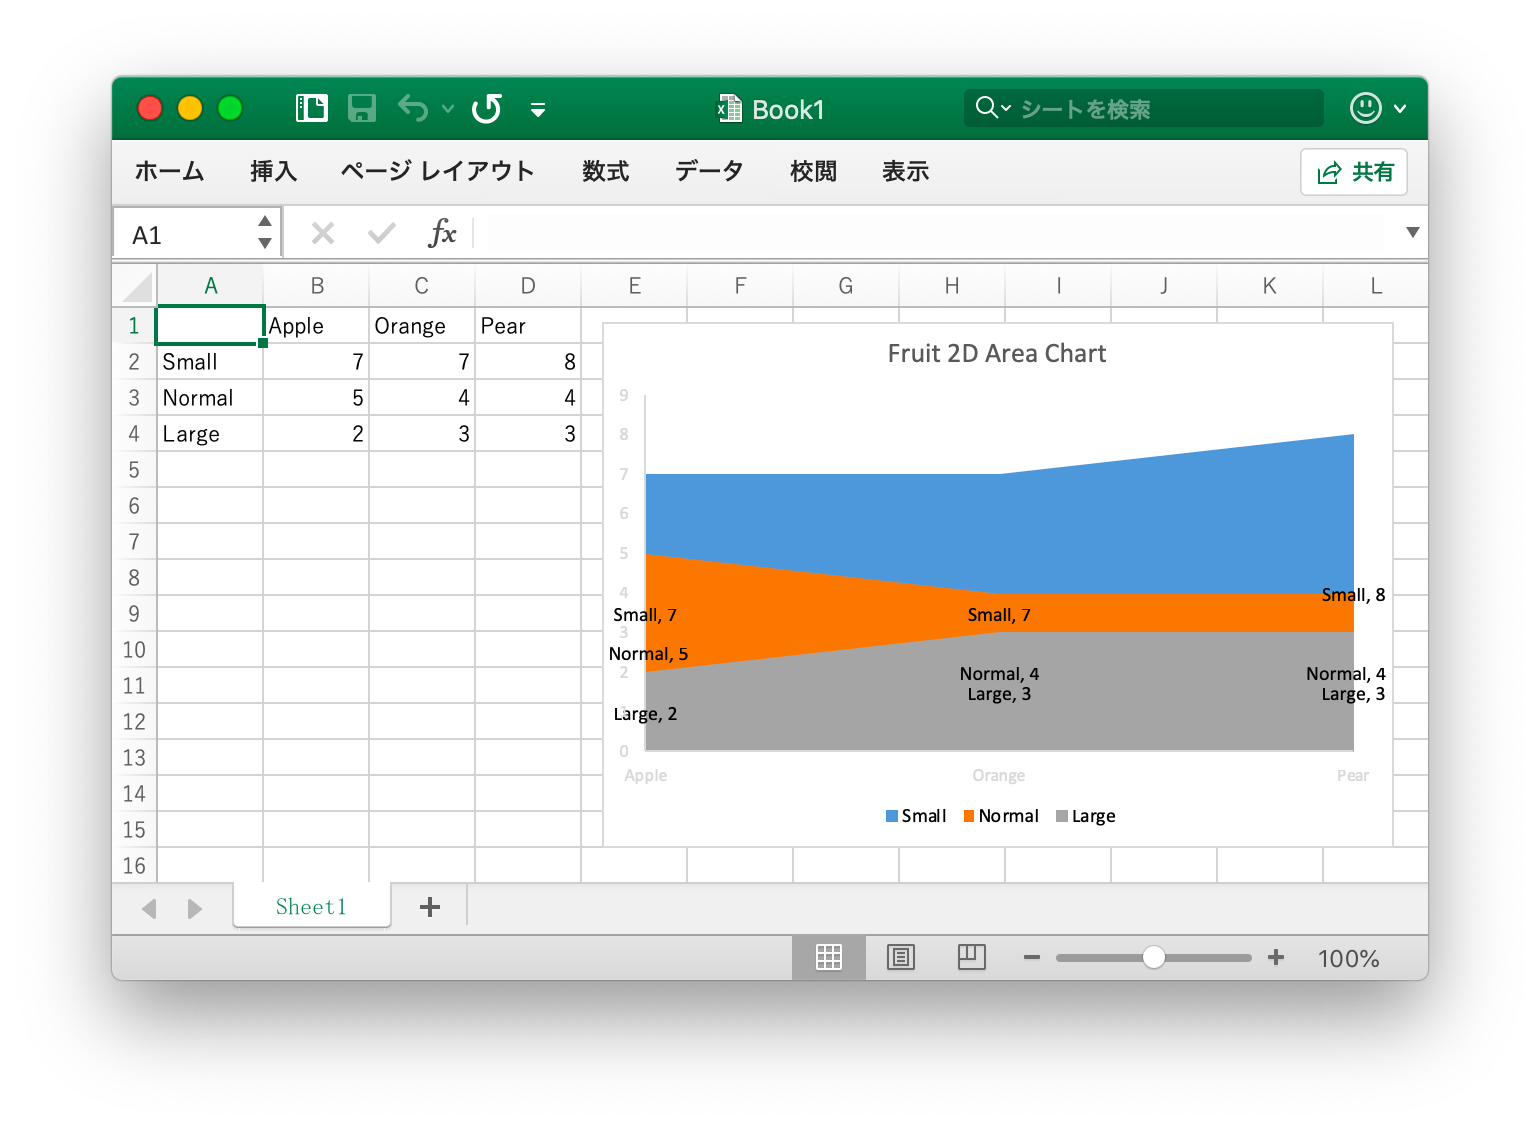 Book1
シートを検索
ホーム 挿入 ページ レイアウト 数式 データ 校閲 表示 共有
A1 fx
A B C D E F G H I J K L
1 Apple Orange Pear
2 Small 7 7 8
3 Normal 5 4 4
4 Large 2 3 3
5
6
7
8
9
10
11
12
13
14
15
16
Fruit 2D Area Chart
9
8
7
6
5
4
3
2
1
0
Small, 7 Small, 7 Small, 8
Normal, 5 Normal, 4 Normal, 4
Large, 2 Large, 3 Large, 3
Apple Orange Pear
Small Normal Large
Sheet1
100%